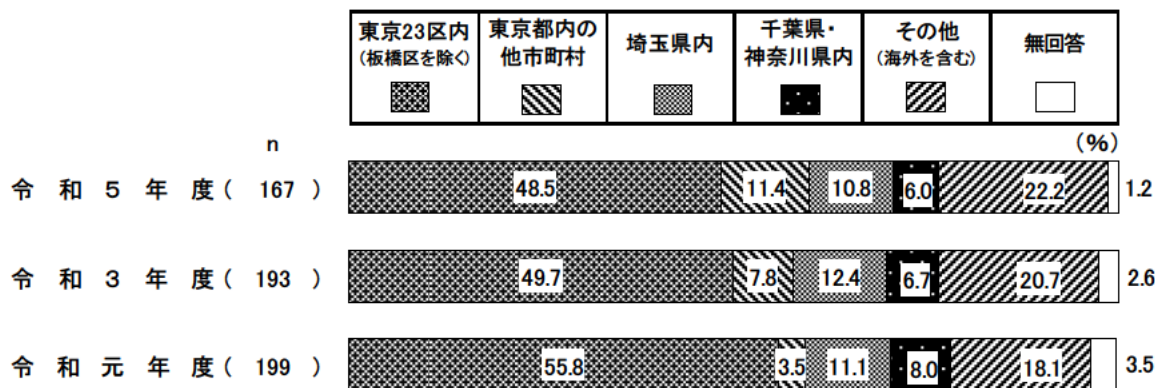 東京23区内 東京都内の 埼玉県内 千葉県・ その他 無回答
(板橋区を除く) 他市町村 神奈川県内 (海外を含む)
n (%)
令和5年度( 167 ) 48.5 11.4 10.8 6.0 22.2 1.2
令和3年度( 193 ) 49.7 7.8 12.4 6.7 20.7 2.6
令和元年度( 199 ) 55.8 3.5 11.1 8.0 18.1 3.5